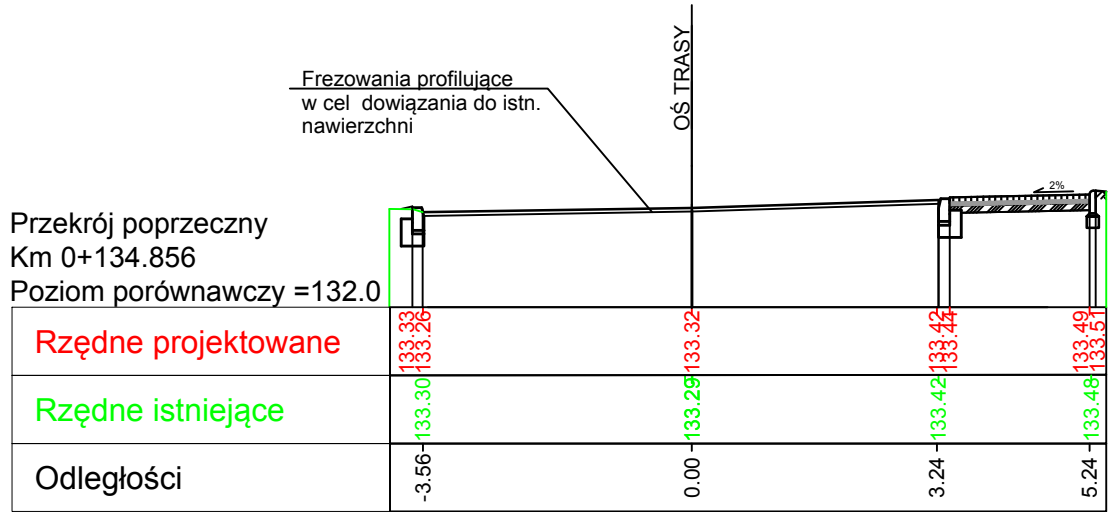 OŚ TRASY
Frezowania profilujące
w cel dowiązania do istn.
nawierzchni
2%
Przekrój poprzeczny
Km 0+134.856
Poziom porównawczy =132.0
Rzędne projektowane
133.33
133.26
133.32
133.42
133.44
133.49
133.51
Rzędne istniejące
133.30
133.29
133.42
133.48
Odległości
-3.56
0.00
3.24
5.24